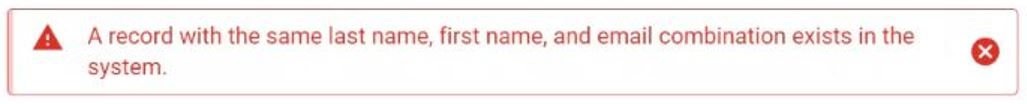 A record with the same last name, first name, and email combination exists in the
system.